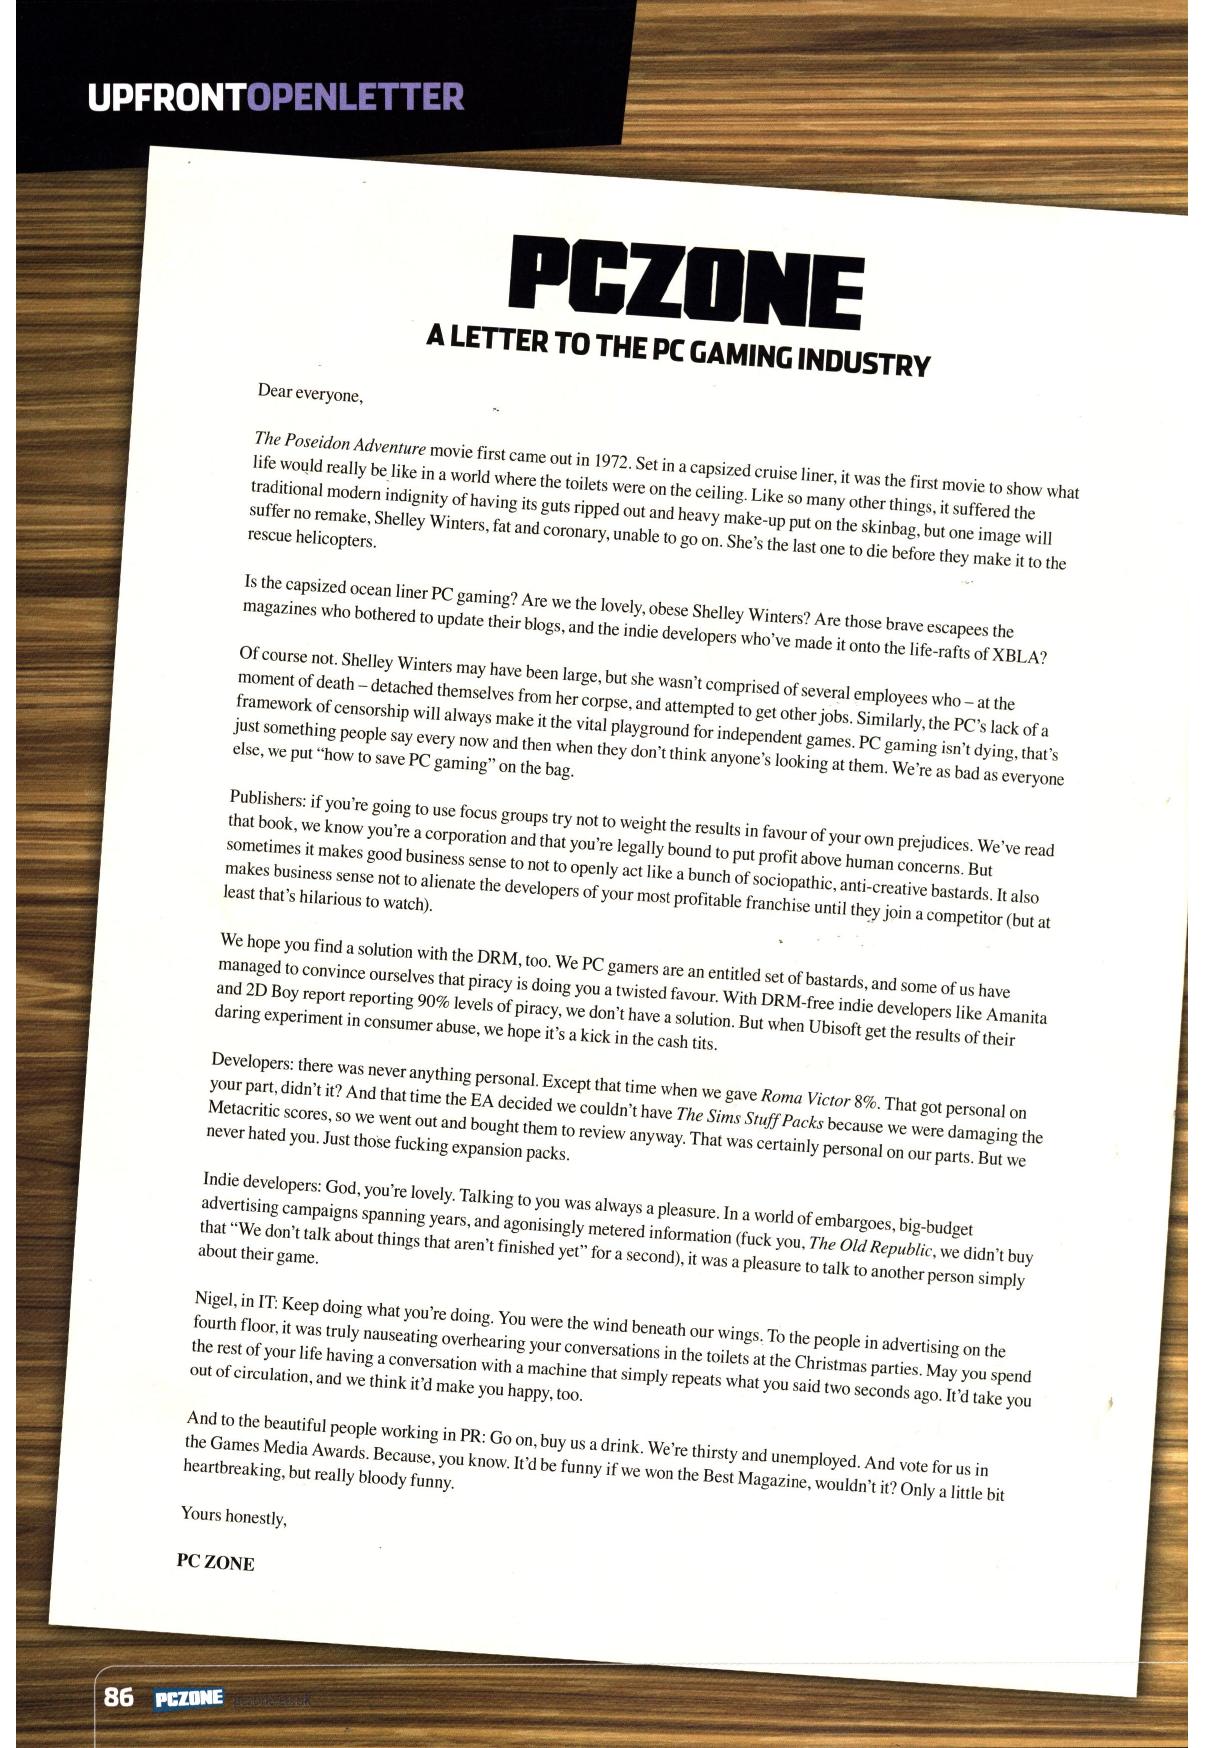 UPFRONTOPENLETTER
PCZONE
A LETTER TO THE PC GAMING INDUSTRY
Dear everyone,
The Poseidon Adventure movie first came out in 1972. Set in a capsized cruise liner, it was the first movie to show what
life would really be like in a world where the toilets were on the ceiling. Like so many other things, it suffered the
traditional modern indignity of having its guts ripped out and heavy make-up put on the skinbag, but one image will
suffer no remake, Shelley Winters, fat and coronary, unable to go on. She's the last one to die before they make it to the
rescue helicopters.
Is the capsized ocean liner PC gaming? Are we the lovely, obese Shelley Winters? Are those brave escapees the
magazines who bothered to update their blogs, and the indie developers who've made it onto the life-rafts of XBLA?
Of course not. Shelley Winters may have been large, but she wasn't comprised of several employees who – at the
moment of death – detached themselves from her corpse, and attempted to get other jobs. Similarly, the PC's lack of a
framework of censorship will always make it the vital playground for independent games. PC gaming isn't dying, that's
just something people say every now and then when they don't think anyone's looking at them. We're as bad as everyone
else, we put “how to save PC gaming” on the bag.
Publishers: if you're going to use focus groups try not to weight the results in favour of your own prejudices. We've read
that book, we know you're a corporation and that you're legally bound to put profit above human concerns. But
sometimes it makes good business sense to not to openly act like a bunch of sociopathic, anti-creative bastards. It also
makes business sense not to alienate the developers of your most profitable franchise until they join a competitor (but at
least that's hilarious to watch).
We hope you find a solution with the DRM, too. We PC gamers are an entitled set of bastards, and some of us have
managed to convince ourselves that piracy is doing you a twisted favour. With DRM-free indie developers like Amanita
and 2D Boy report reporting 90% levels of piracy, we don't have a solution. But when Ubisoft get the results of their
daring experiment in consumer abuse, we hope it's a kick in the cash tits.
Developers: there was never anything personal. Except that time when we gave Roma Victor 8%. That got personal on
your part, didn't it? And that time the EA decided we couldn't have The Sims Stuff Packs because we were damaging the
Metacritic scores, so we went out and bought them to review anyway. That was certainly personal on our parts. But we
never hated you. Just those fucking expansion packs.
Indie developers: God, you're lovely. Talking to you was always a pleasure. In a world of embargoes, big-budget
advertising campaigns spanning years, and agonisingly metered information (fuck you, The Old Republic, we didn't buy
that “We don't talk about things that aren't finished yet” for a second), it was a pleasure to talk to another person simply
about their game.
Nigel, in IT: Keep doing what you're doing. You were the wind beneath our wings. To the people in advertising on the
fourth floor, it was truly nauseating overhearing your conversations in the toilets at the Christmas parties. May you spend
the rest of your life having a conversation with a machine that simply repeats what you said two seconds ago. It'd take you
out of circulation, and we think it'd make you happy, too.
And to the beautiful people working in PR: Go on, buy us a drink. We're thirsty and unemployed. And vote for us in
the Games Media Awards. Because, you know. It'd be funny if we won the Best Magazine, wouldn't it? Only a little bit
heartbreaking, but really bloody funny.
Yours honestly,
PC ZONE
86 PCZONE